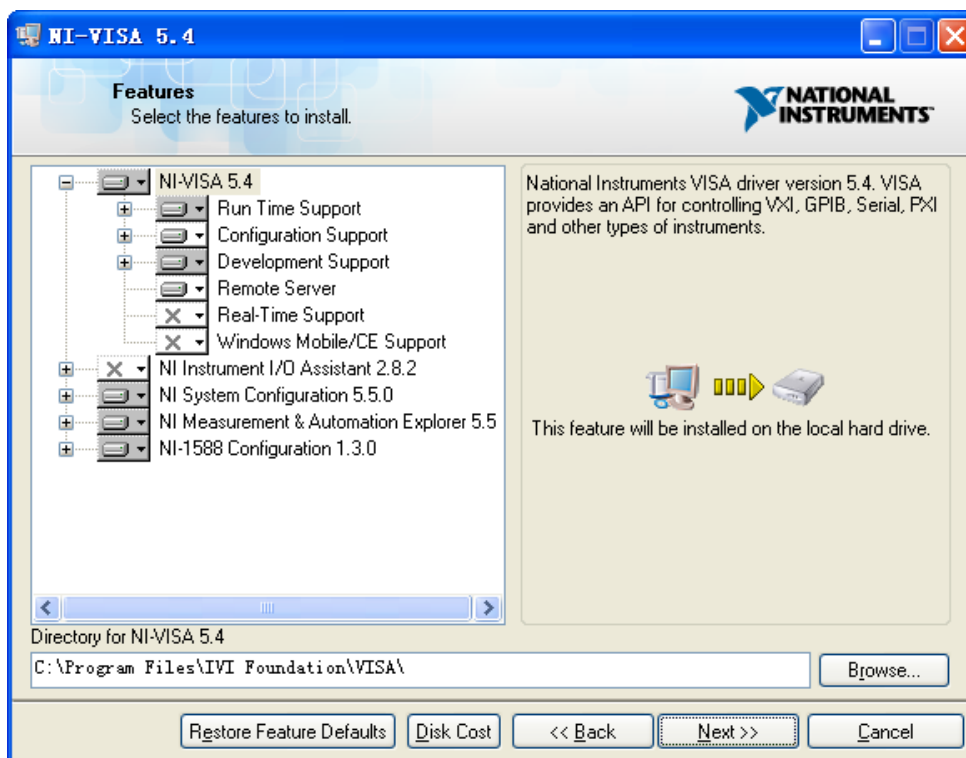 NI-VISA 5.4
Features
Select the features to install.
NATIONAL
INSTRUMENTS
NI-VISA 5.4
Run Time Support
Configuration Support
Development Support
Remote Server
Real-Time Support
Windows Mobile/CE Support
NI Instrument I/O Assistant 2.8.2
NI System Configuration 5.5.0
NI Measurement & Automation Explorer 5.5
NI-1588 Configuration 1.3.0
National Instruments VISA driver version 5.4. VISA
provides an API for controlling VXI, GPIB, Serial, PXI
and other types of instruments.
This feature will be installed on the local hard drive.
Directory for NI-VISA 5.4
C:\Program Files\IVI Foundation\VISA\
Browse...
Restore Feature Defaults
Disk Cost
<< Back
Next >>
Cancel